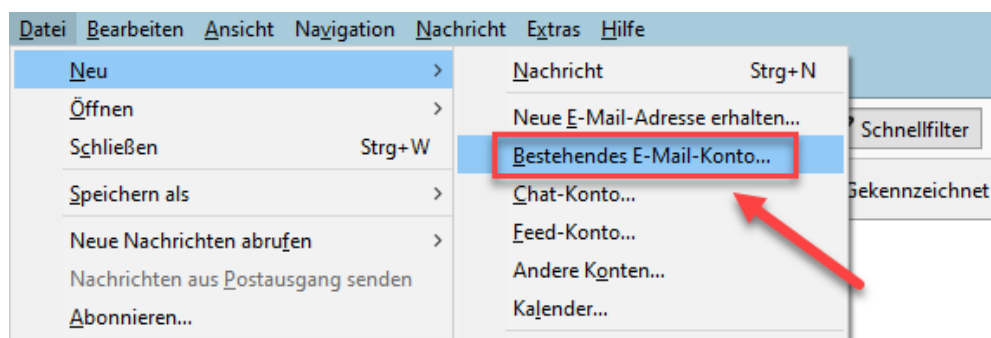 Datei Bearbeiten Ansicht Navigation Nachricht Extras Hilfe
Neu >
Öffnen >
Schließen Strg+W
Speichern als >
Neue Nachrichten abrufen >
Nachrichten aus Postausgang senden
Abonnieren...
Nachricht Strg+N
Neue E-Mail-Adresse erhalten...
Bestehendes E-Mail-Konto...
Chat-Konto...
Feed-Konto...
Andere Konten...
Kalender...
Schnellfilter
Gekennzeichnet